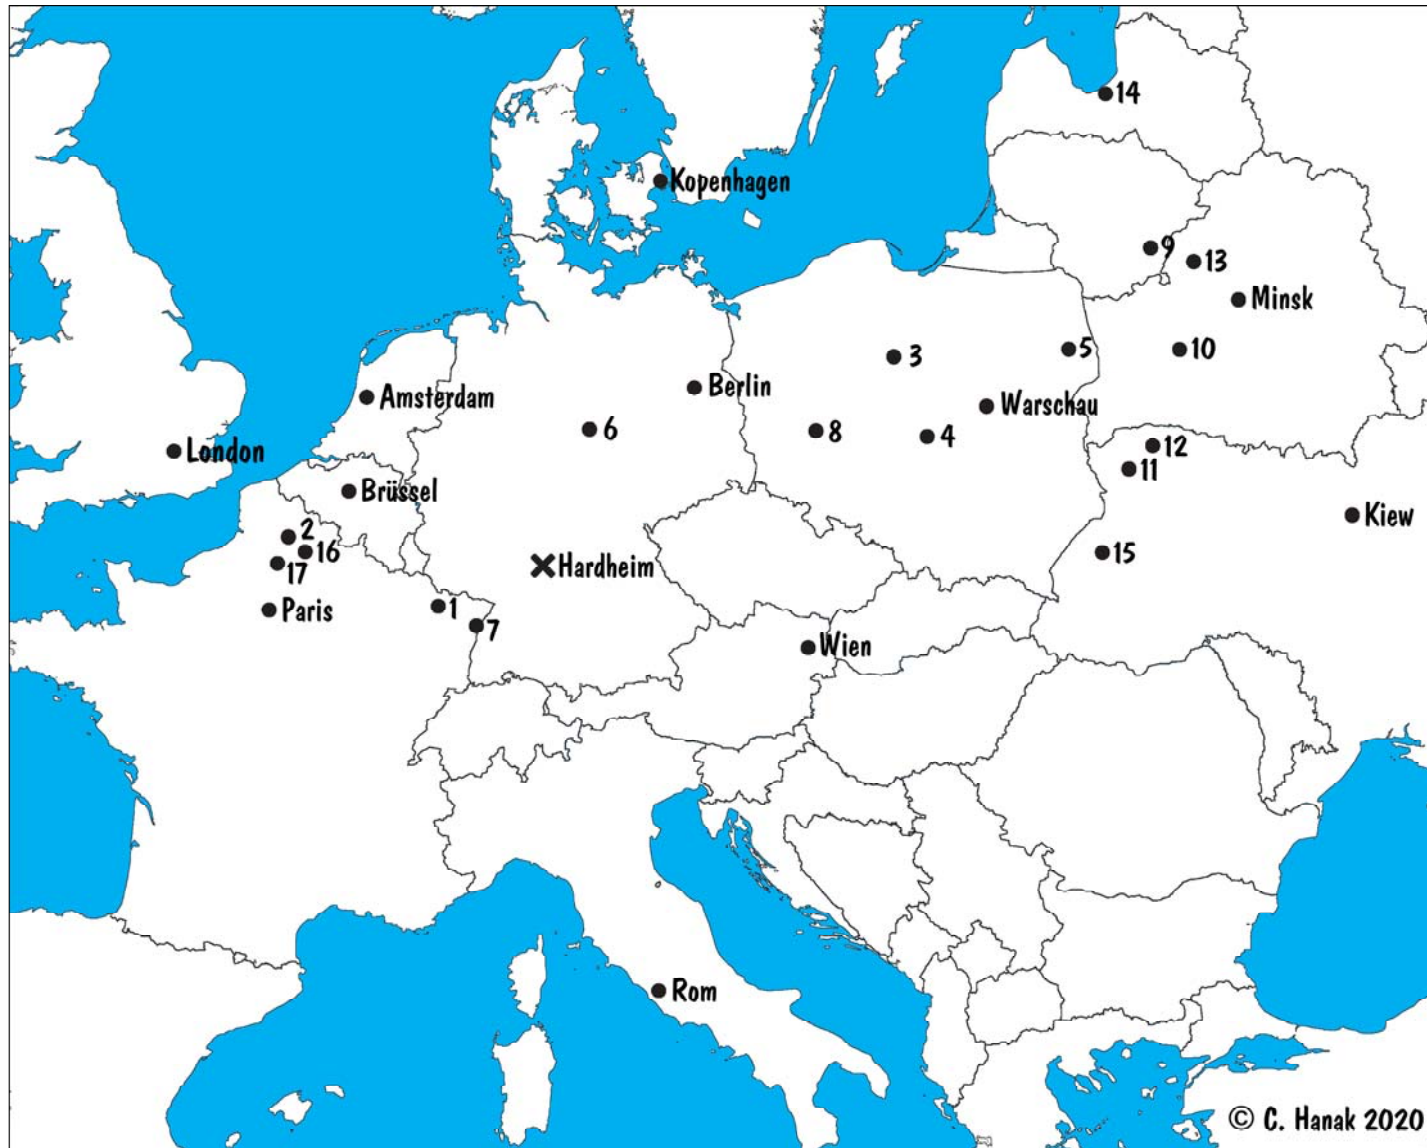 14
Kopenhagen
9
13
Minsk
3
5
10
Berlin
Amsterdam
Warschau
6
8
4
12
London
11
Brüssel
Kiew
2
16
15
17
Hardheim
1
Paris
7
Wien
Rom
© C. Hanak 2020